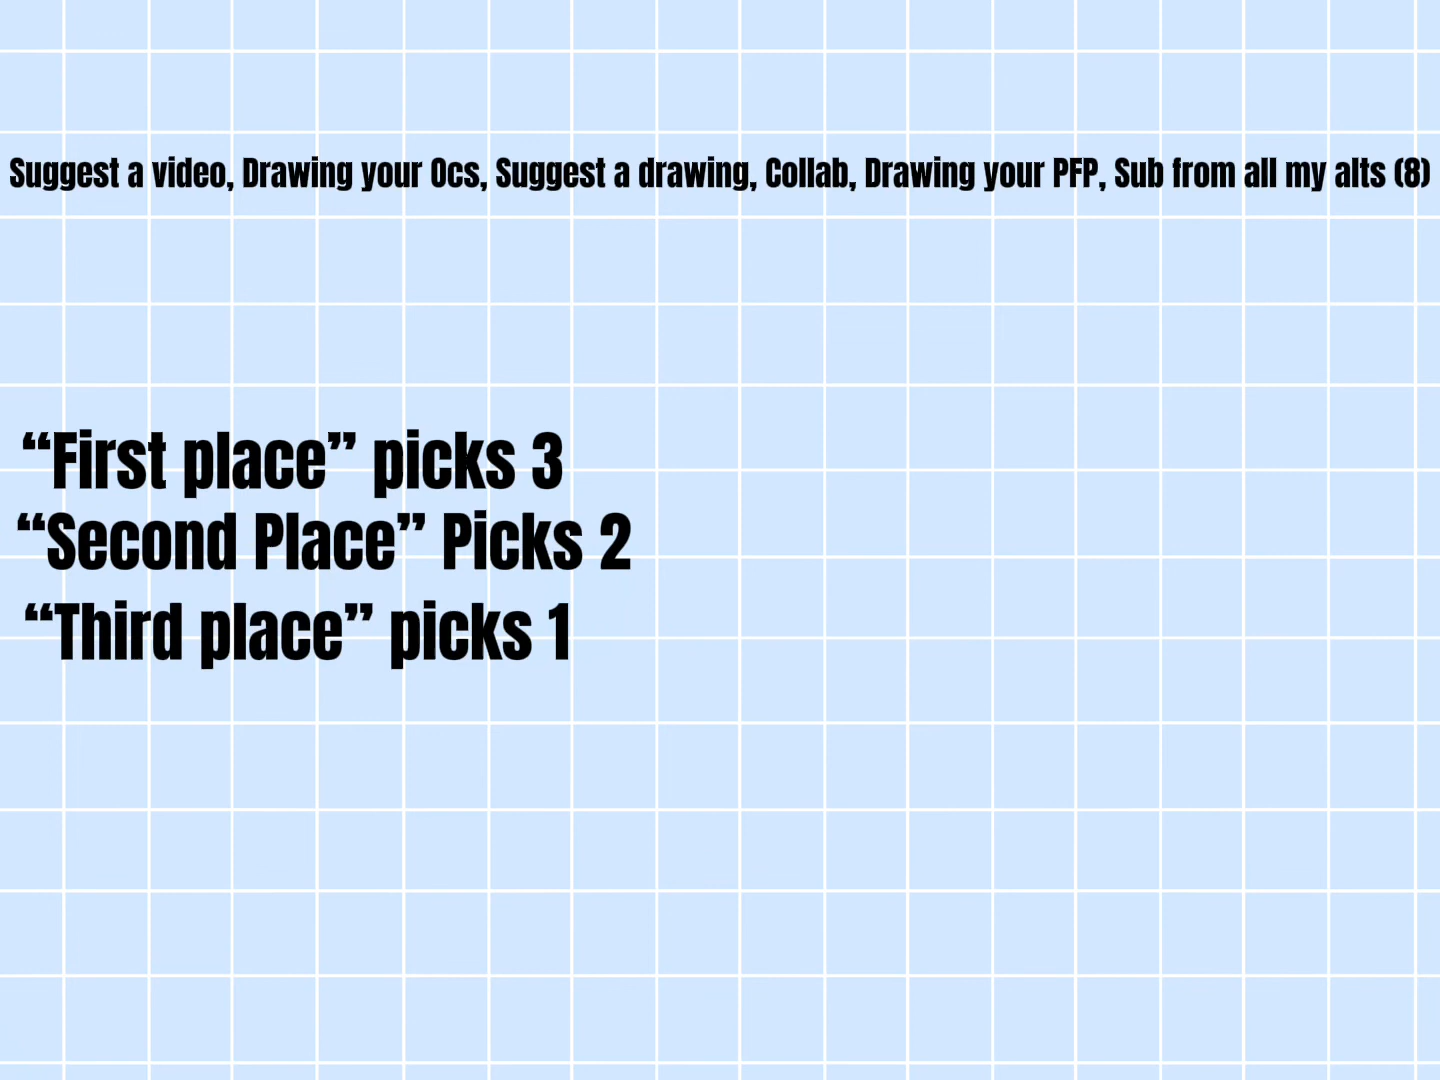 Suggest a video, Drawing your Ocs, Suggest a drawing, Collab, Drawing your PFP, Sub from all my alts (8)
“First place” picks 3
“Second Place” Picks 2
“Third place” picks 1